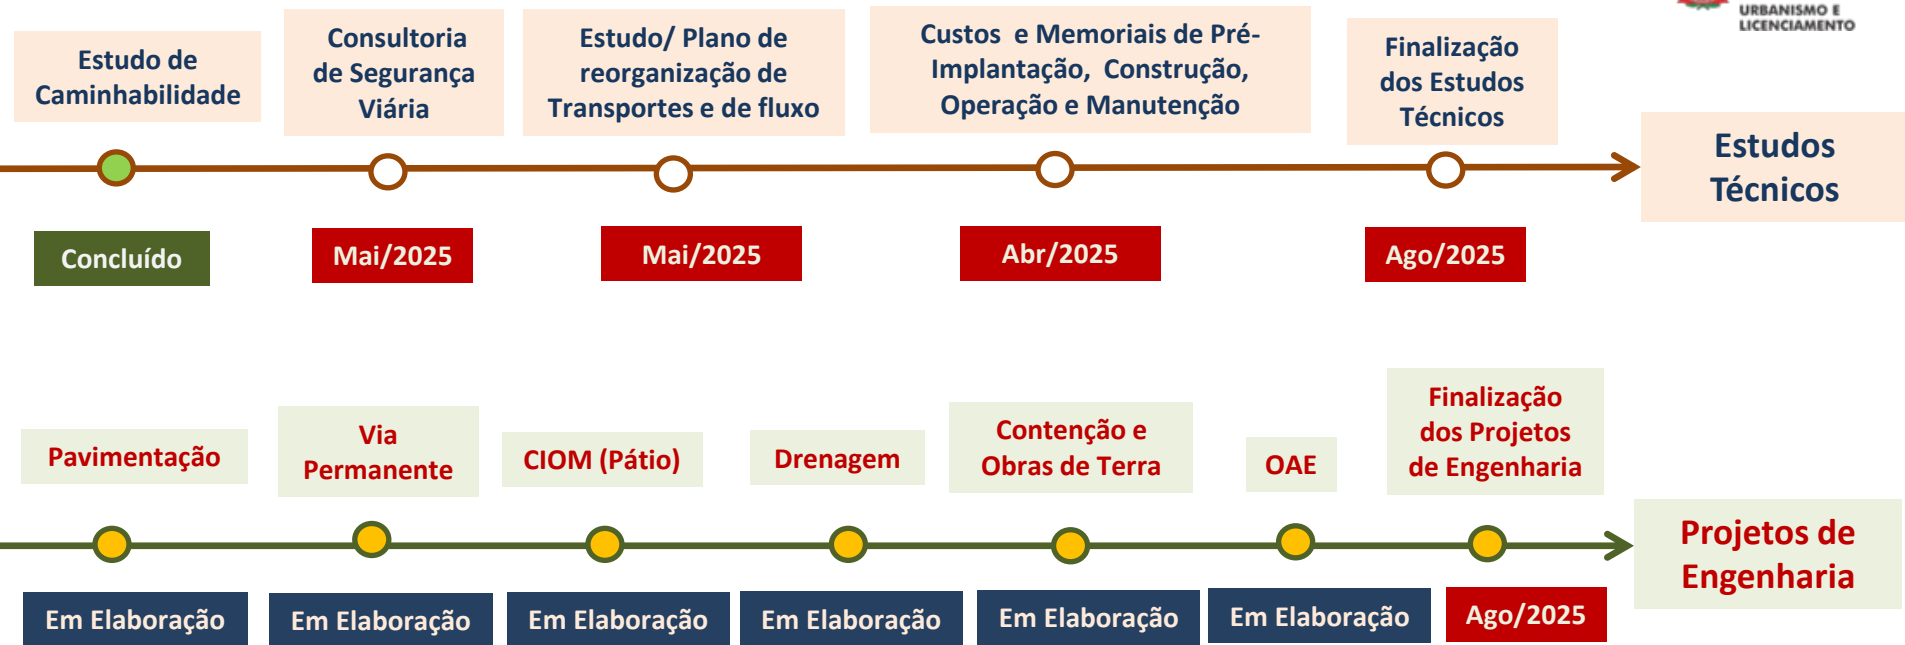 URBANISMO E
LICENCIAMENTO
Estudo de
Caminhabilidade
Consultoria
de Segurança
Viária
Estudo/ Plano de
reorganização de
Transportes e de fluxo
Custos e Memoriais de Pré-
Implantação, Construção,
Operação e Manutenção
Finalização
dos Estudos
Técnicos
Estudos
Técnicos
Concluído
Mai/2025
Mai/2025
Abr/2025
Ago/2025
Pavimentação
Via
Permanente
CIOM (Pátio)
Drenagem
Contenção e
Obras de Terra
OAE
Finalização
dos Projetos
de Engenharia
Projetos de
Engenharia
Em Elaboração
Em Elaboração
Em Elaboração
Em Elaboração
Em Elaboração
Em Elaboração
Ago/2025